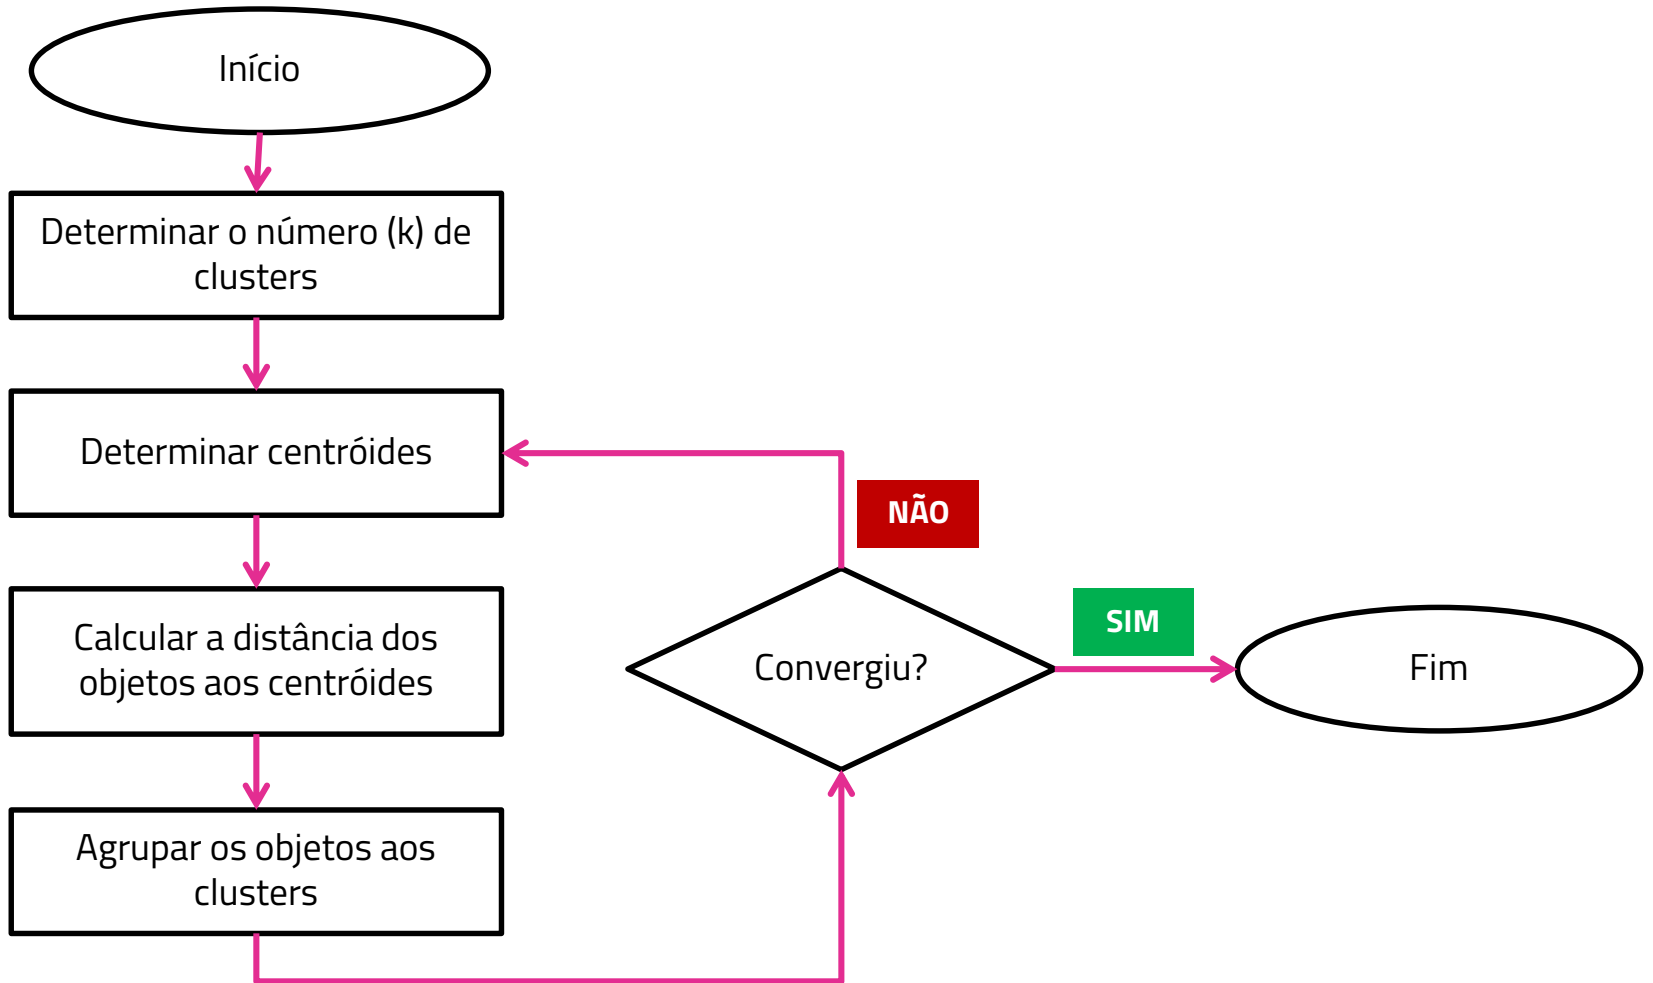 Início
Determinar o número (k) de
clusters
Determinar centróides
NÃO
Calcular a distância dos
objetos aos centróides
Convergiu?
SIM
Fim
Agrupar os objetos aos
clusters